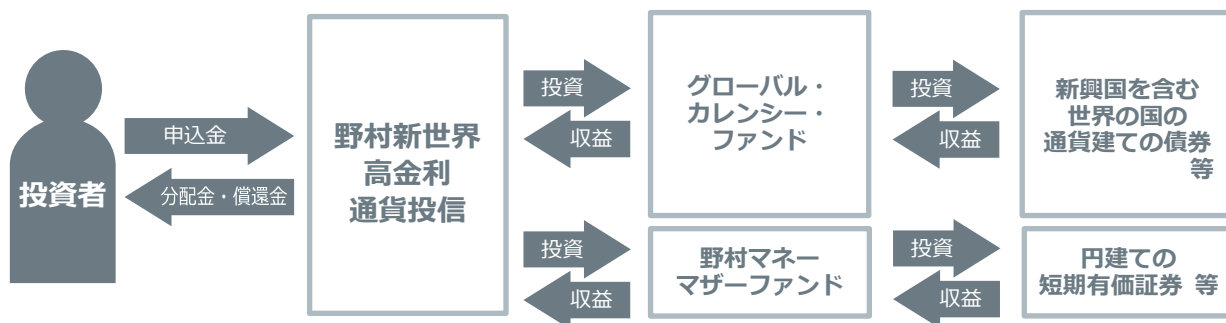 投資者
申込金
分配金・償還金
野村新世界
高金利
通貨投信
投資
収益
グローバル・
カレンシー・
ファンド
投資
収益
新興国を含む
世界の国の
通貨建ての債券
等
投資
収益
野村マネー
マザーファンド
投資
収益
円建ての
短期有価証券 等